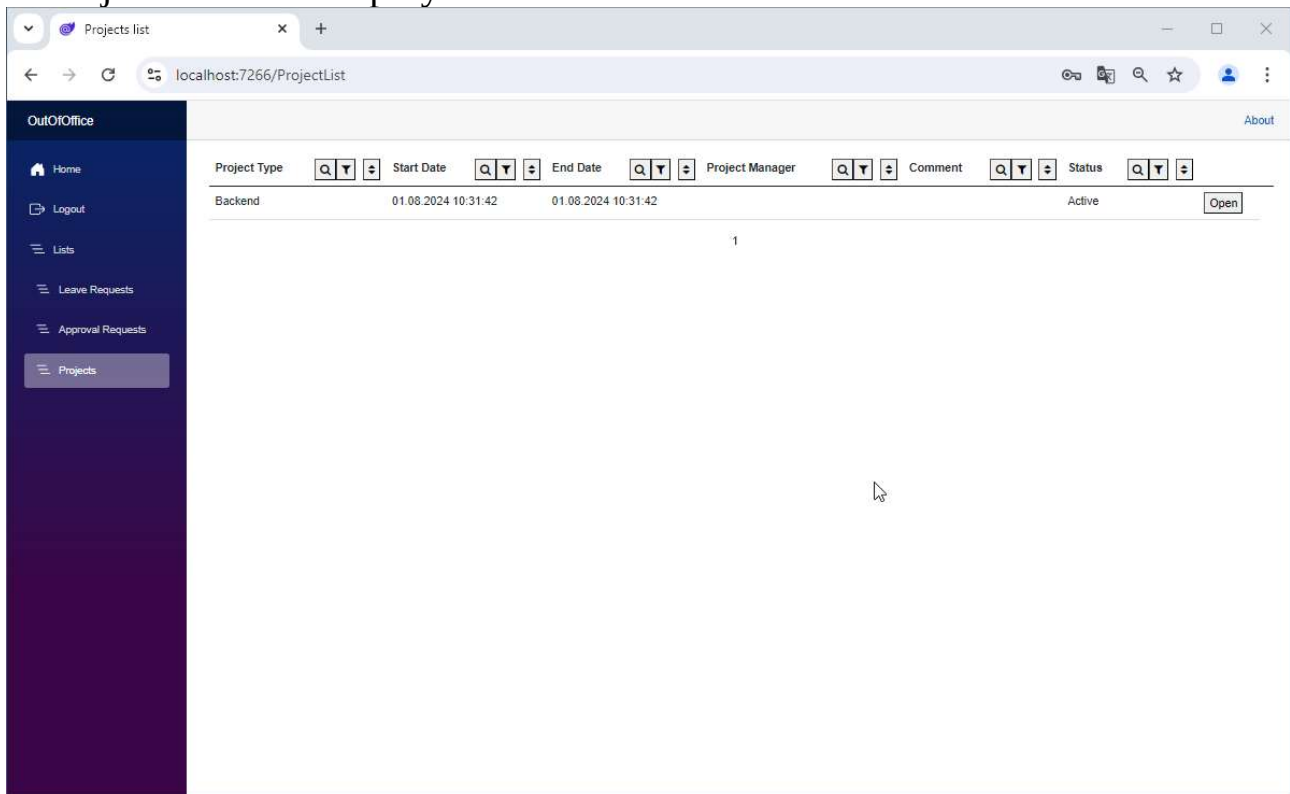 Projects list
localhost:7266/ProjectList
OutOfOffice
About
Home
Logout
Lists
Leave Requests
Approval Requests
Projects
Project Type Start Date End Date Project Manager Comment Status
Backend 01.08.2024 10:31:42 01.08.2024 10:31:42 Active Open
1